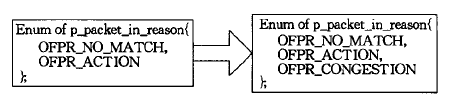 Enum of p_packet_in_reason{
OFPR_NO_MATCH,
OFPR_ACTION
};
Enum of p_packet_in_reason{
OFPR_NO_MATCH,
OFPR_ACTION,
OFPR_CONGESTION
};